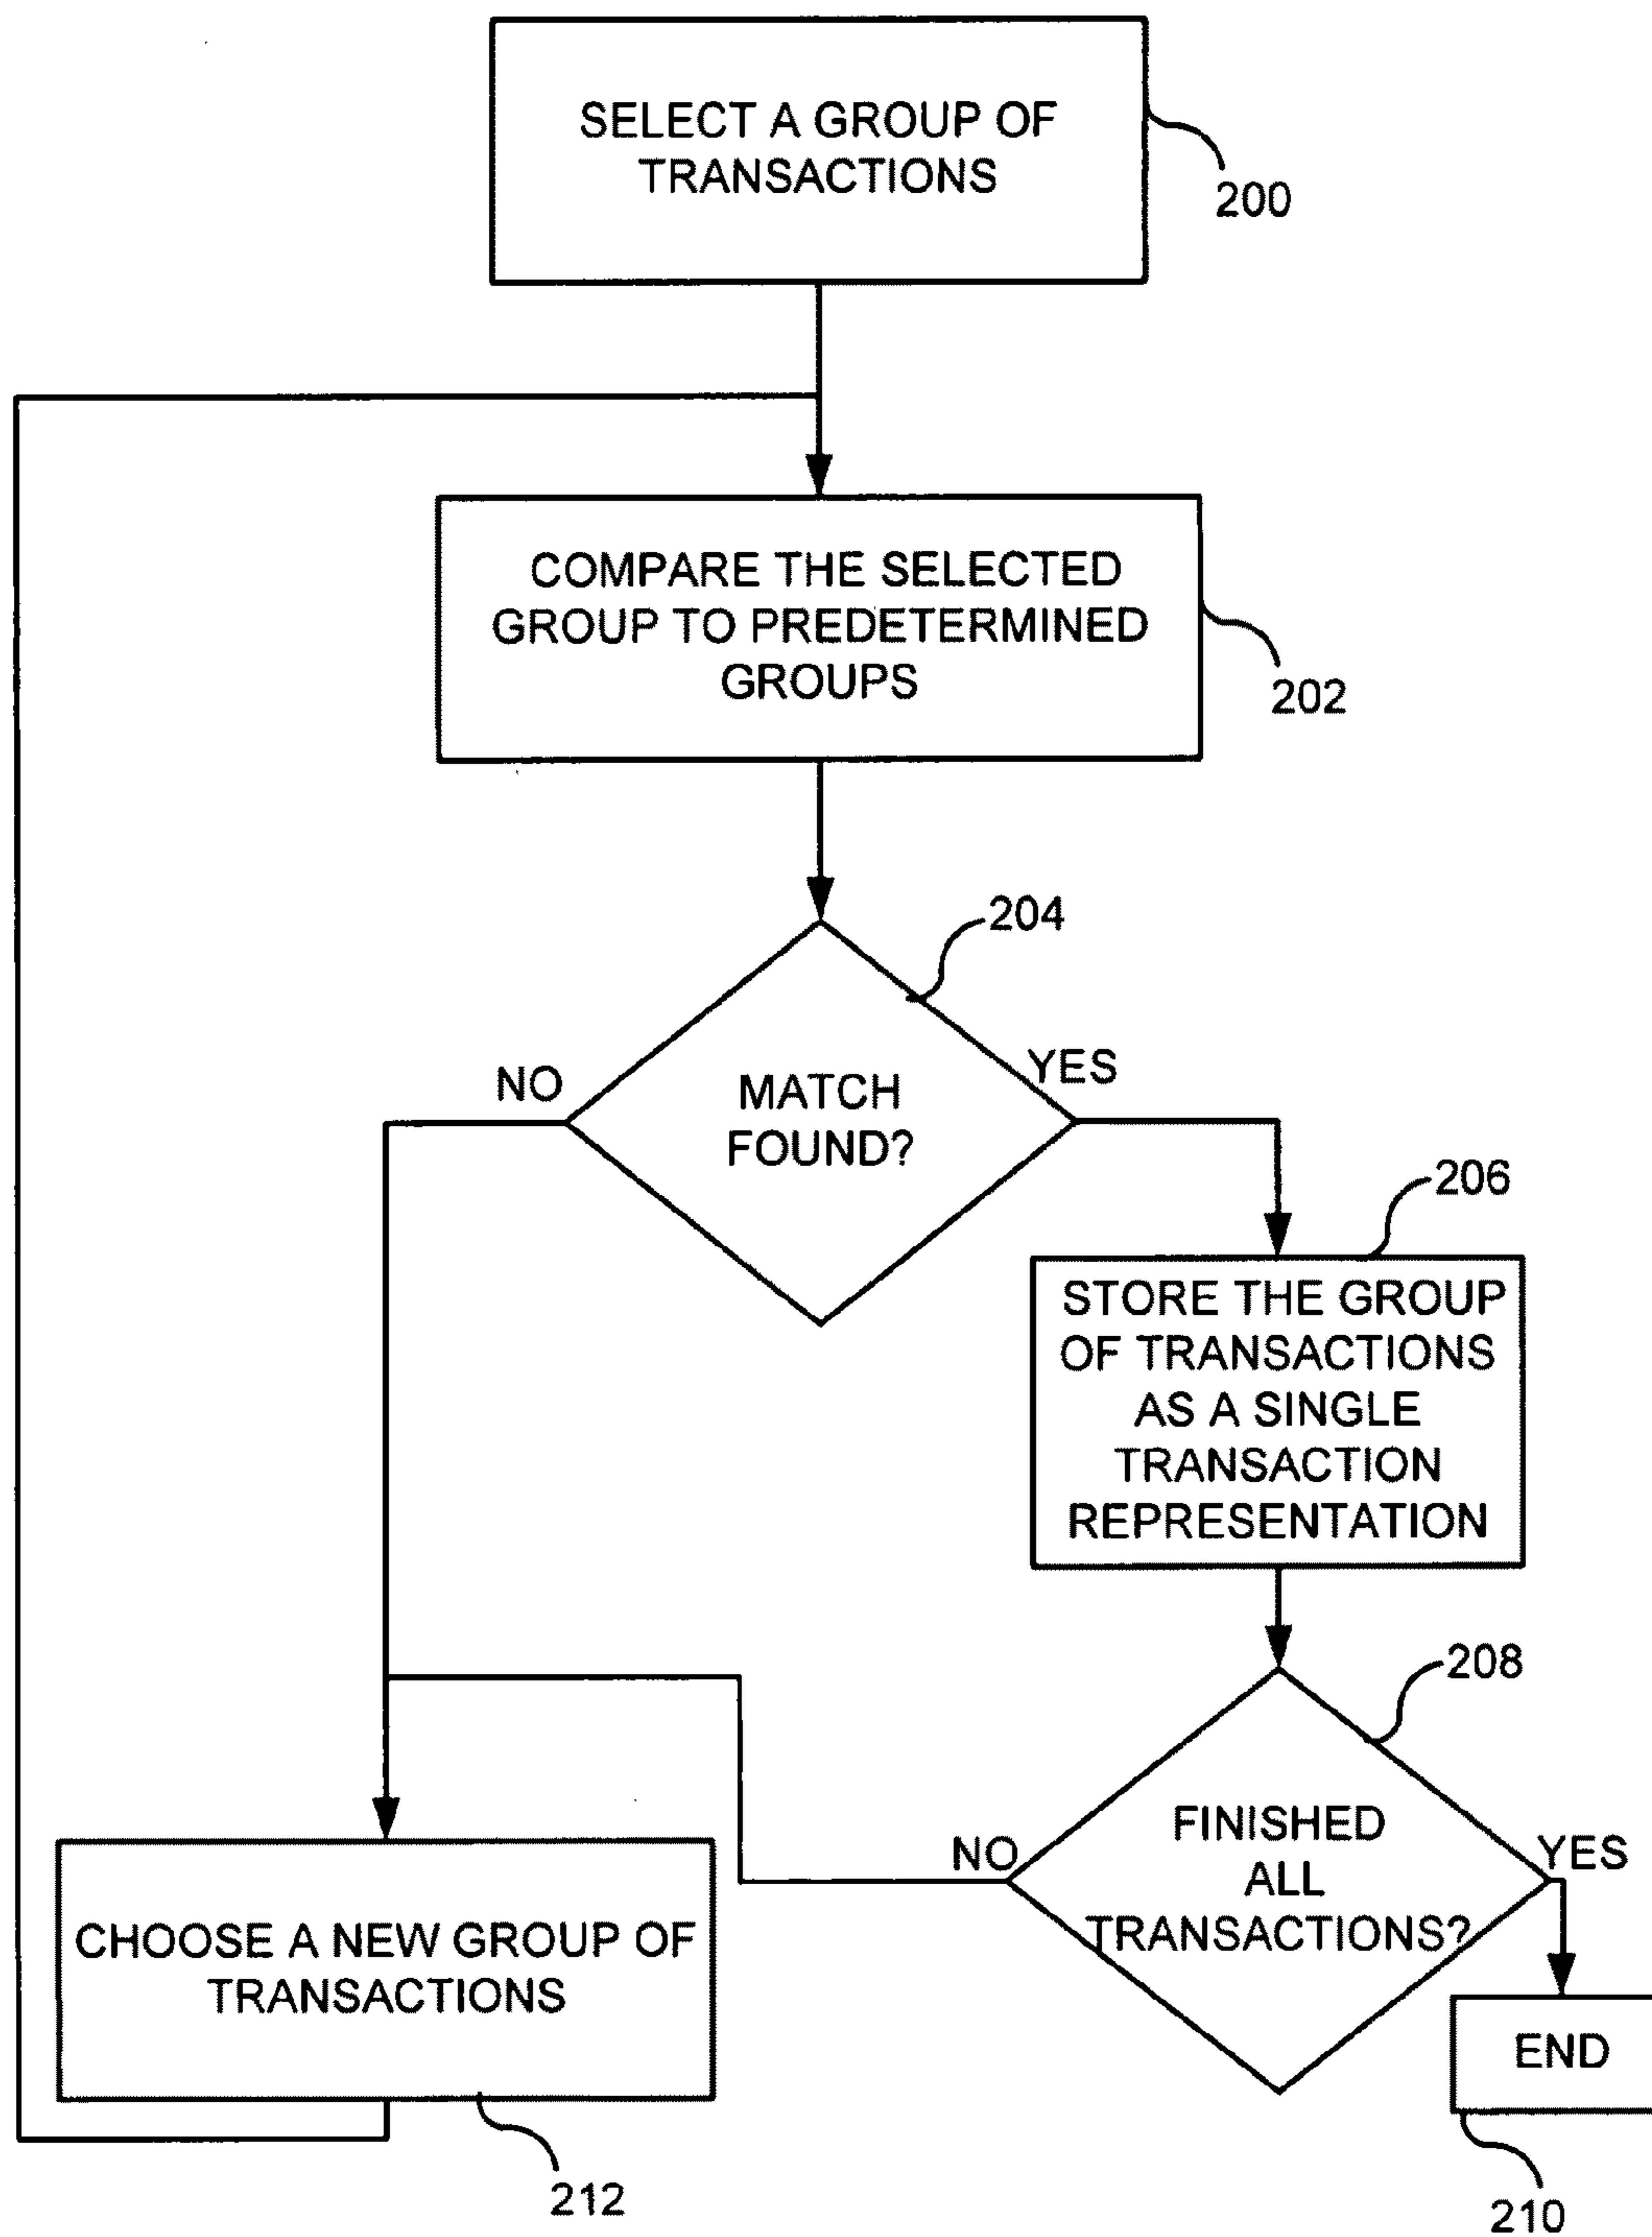 SELECT A GROUP OF
TRANSACTIONS
200
COMPARE THE SELECTED
GROUP TO PREDETERMINED
GROUPS
202
204
NO
YES
MATCH
FOUND?
206
STORE THE GROUP
OF TRANSACTIONS
AS A SINGLE
TRANSACTION
REPRESENTATION
208
FINISHED
ALL
TRANSACTIONS?
NO
YES
CHOOSE A NEW GROUP OF
TRANSACTIONS
END
212
210